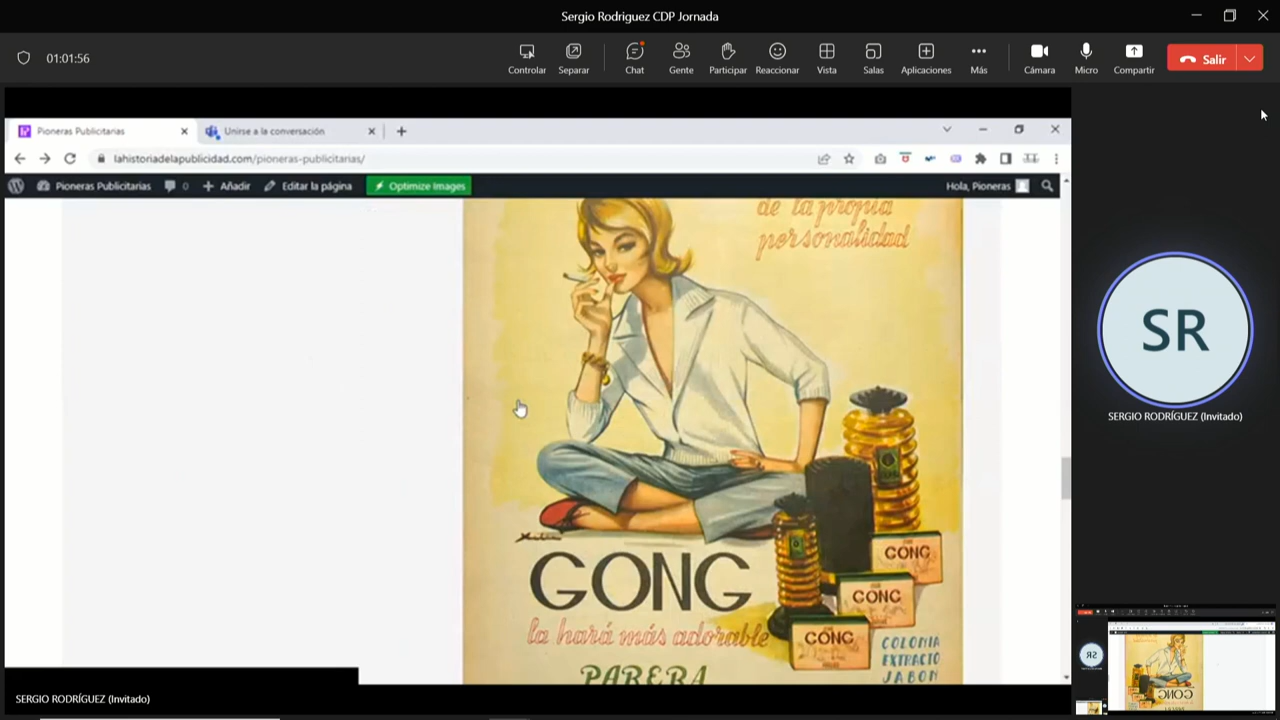 Sergio Rodriguez CDP Jornada
01:01:56
Controlar
Separar
Chat
Gente
Participar
Reaccionar
Vista
Salas
Aplicaciones
Más
Cámara
Micro
Compartir
Salir
Pioneras Publicitarias
Unirse a la conversación
lahistoriadelapublicidad.com/pioneras-publicitarias/
Pioneras Publicitarias
0
Añadir
Editar la página
Optimize Images
Hola, Pioneras
de la propia
personalidad
GONG
la hará más adorable
PARERA
GONG
GONG
GONG
COLONIA
EXTRACTO
JABON
SR
SERGIO RODRÍGUEZ (Invitado)
SERGIO RODRÍGUEZ (Invitado)